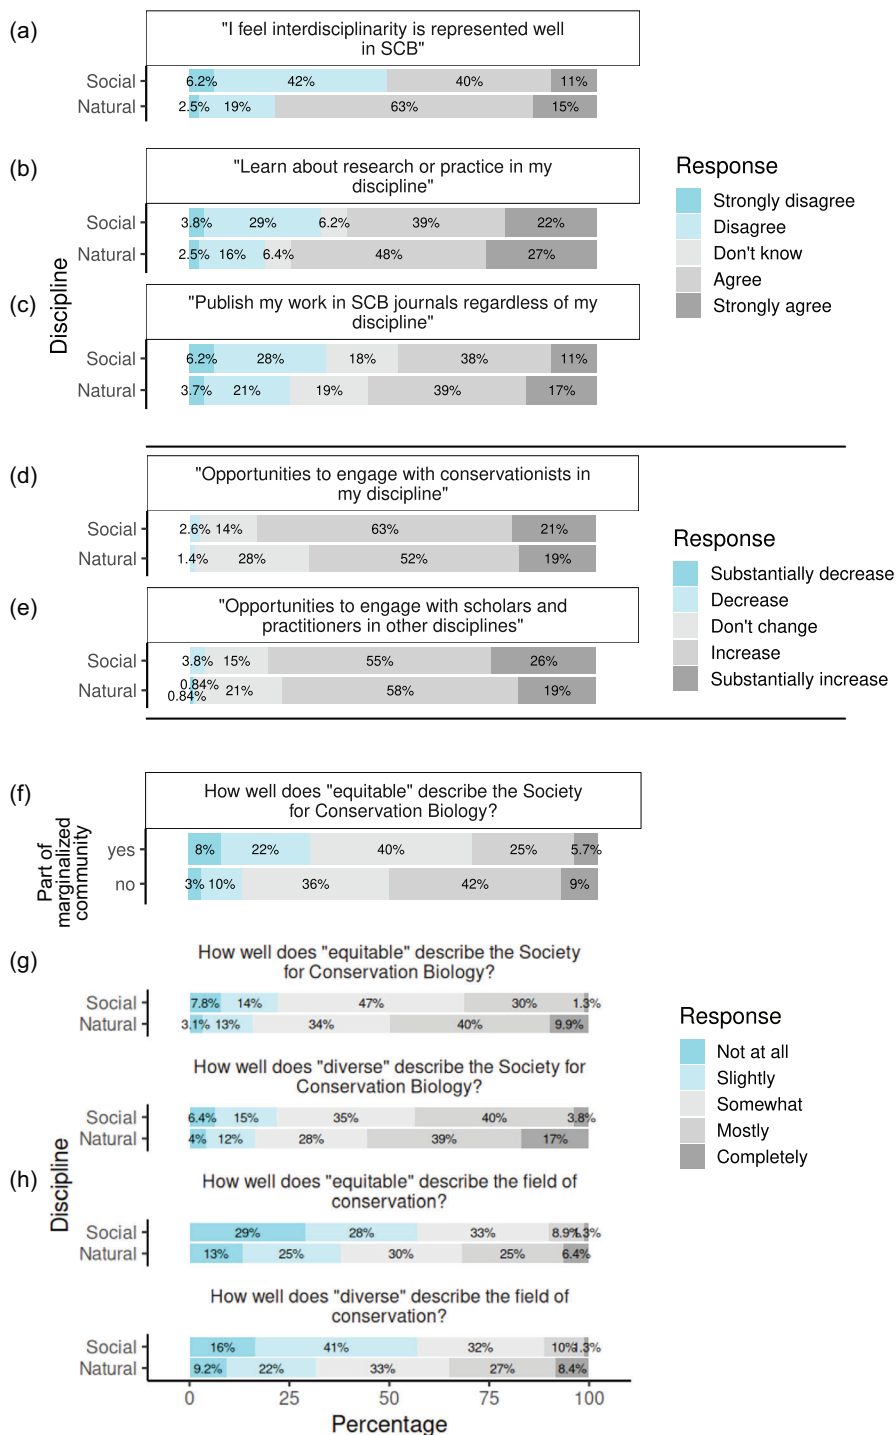 (a)
"I feel interdisciplinarity is represented well
in SCB"
Social 6.2% 42% 40% 11%
Natural 2.5% 19% 63% 15%
(b)
"Learn about research or practice in my
discipline"
Social 3.8% 29% 6.2% 39% 22%
Natural 2.5% 16% 6.4% 48% 27%
Response
Strongly disagree
Disagree
Don't know
Agree
Strongly agree
Discipline
(c)
"Publish my work in SCB journals regardless of my
discipline"
Social 6.2% 28% 18% 38% 11%
Natural 3.7% 21% 19% 39% 17%
(d)
"Opportunities to engage with conservationists in
my discipline"
Social 2.6% 14% 63% 21%
Natural 1.4% 28% 52% 19%
Response
Substantially decrease
Decrease
Don't change
Increase
Substantially increase
(e)
"Opportunities to engage with scholars and
practitioners in other disciplines"
Social 3.8% 15% 55% 26%
Natural 0.84% 0.84% 21% 58% 19%
(f)
How well does "equitable" describe the Society
for Conservation Biology?
Part of
marginalized
community
yes 8% 22% 40% 25% 5.7%
no 3% 10% 36% 42% 9%
(g)
How well does "equitable" describe the Society
for Conservation Biology?
Social 7.8% 14% 47% 30% 1.3%
Natural 3.1% 13% 34% 40% 9.9%
Response
Not at all
Slightly
Somewhat
Mostly
Completely
How well does "diverse" describe the Society for
Conservation Biology?
Social 6.4% 15% 35% 40% 3.8%
Natural 4% 12% 28% 39% 17%
Discipline
(h)
How well does "equitable" describe the field of
conservation?
Social 29% 28% 33% 8.9% 1.3%
Natural 13% 25% 30% 25% 6.4%
How well does "diverse" describe the field of
conservation?
Social 16% 41% 32% 10% 1.3%
Natural 9.2% 22% 33% 27% 8.4%
0 25 50 75 100
Percentage